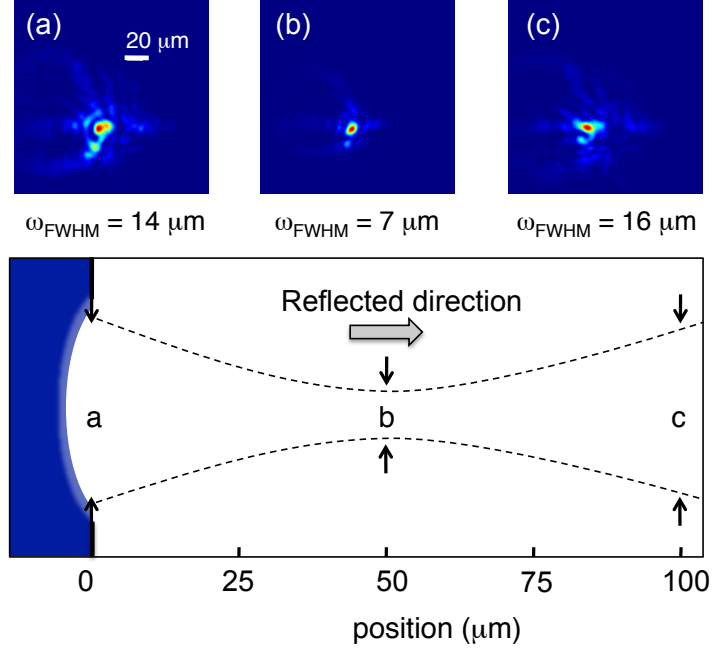 (a)
20 μm
(b)
(c)
ωFWHM = 14 μm
ωFWHM = 7 μm
ωFWHM = 16 μm
Reflected direction
a
b
c
0
25
50
75
100
position (μm)